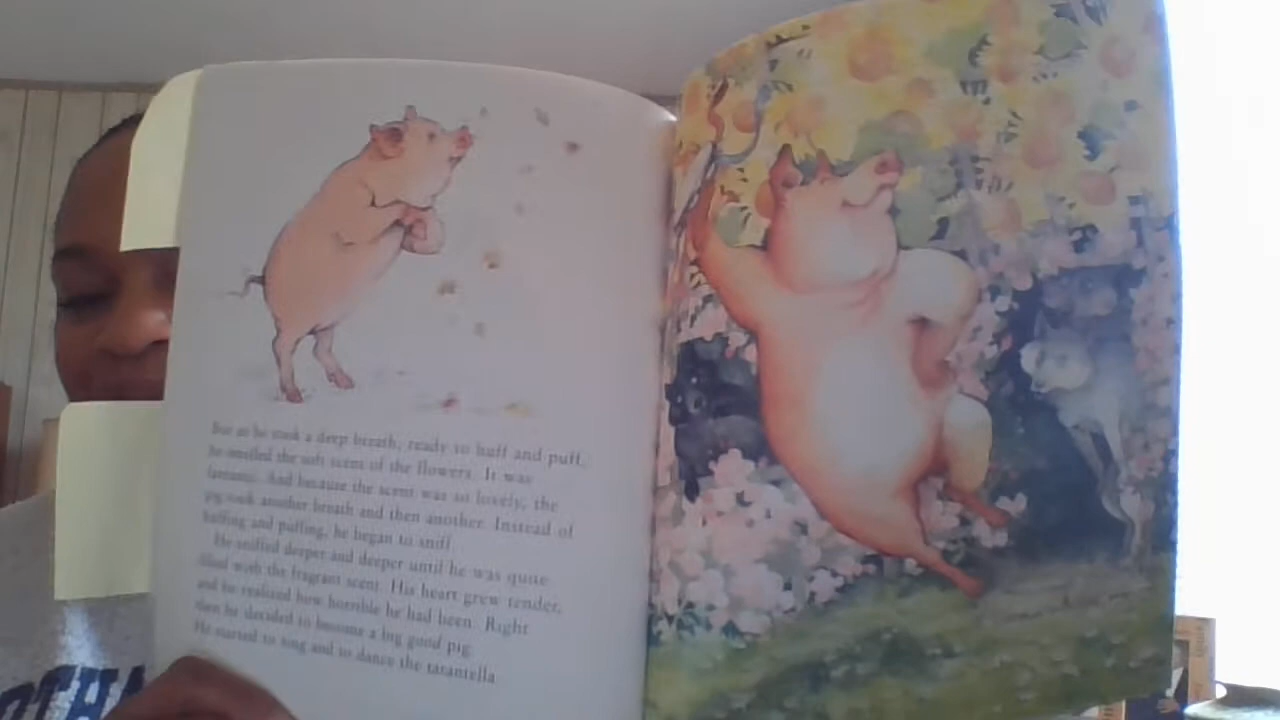 But as he took a deep breath, ready to huff and puff,
he smelled the soft scent of the flowers. It was
fantastic. And because the scent was so lovely, the
pig took another breath and then another. Instead of
huffing and puffing, he began to sniff.
He sniffed deeper and deeper until he was quite
filled with the fragrant scent. His heart grew tender,
and he realized how horrible he had been. Right
then he decided to become a big good pig.
He started to sing and to dance the tarantella.